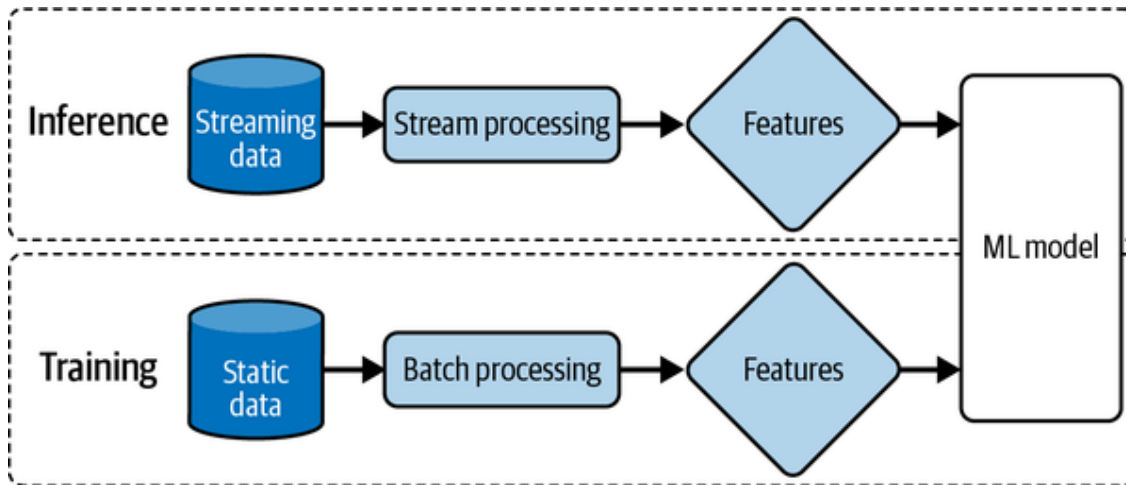 Inference
Streaming
data
Stream processing
Features
ML model
Training
Static
data
Batch processing
Features